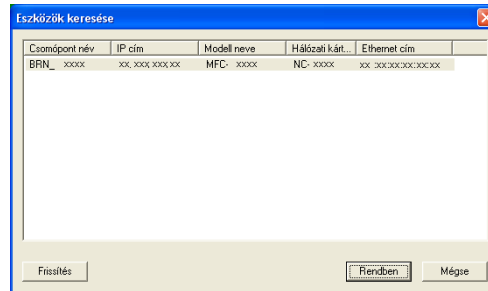 Eszközök keresése
Csomópont név IP cím Modell neve Hálózati kárt... Ethernet cím
BRN_ xxxx xx, xxx, xxx, xx MFC- xxxx NC- xxxx xx :xx:xx:xx:xx:xx
Frissítés Rendben Mégse